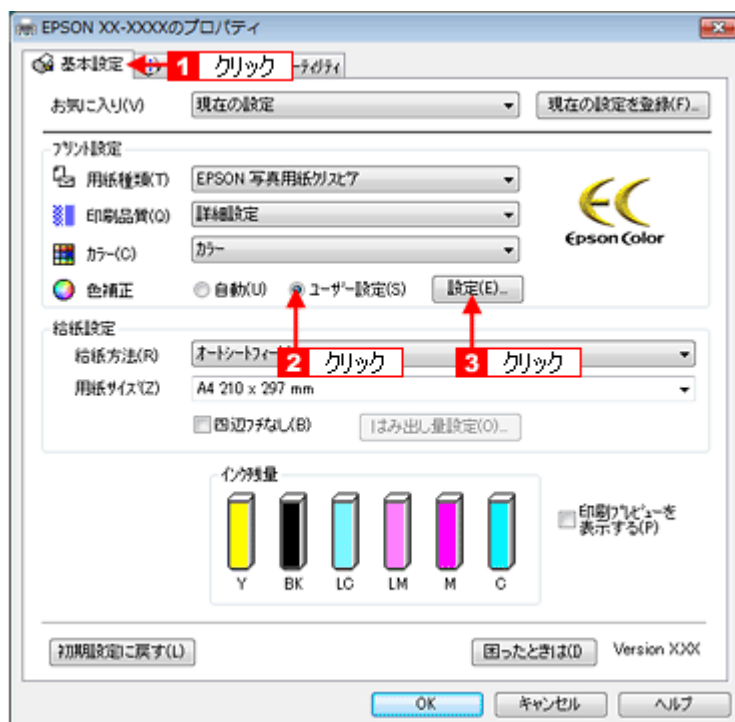 EPSON XX-XXXXのプロパティ
基本設定 1 クリック ーティリティ
お気に入り(V) 現在の設定 現在の設定を登録(F)...
プリント設定
用紙種類(T) EPSON 写真用紙クリスピア
印刷品質(Q) 詳細設定
カラー(C) カラー
Epson Color
色補正 自動(U) ユーザー設定(S) 設定(E)...
給紙設定
給紙方法(R) オートシートフィー
2 クリック 3 クリック
用紙サイズ(Z) A4 210 x 297 mm
四辺フチなし(B) はみ出し量設定(O)...
インク残量
印刷プレビューを
表示する(P)
Y BK LC LM M C
初期設定に戻す(L) 困ったときは(D Version X.XX
OK キャンセル ヘルプ